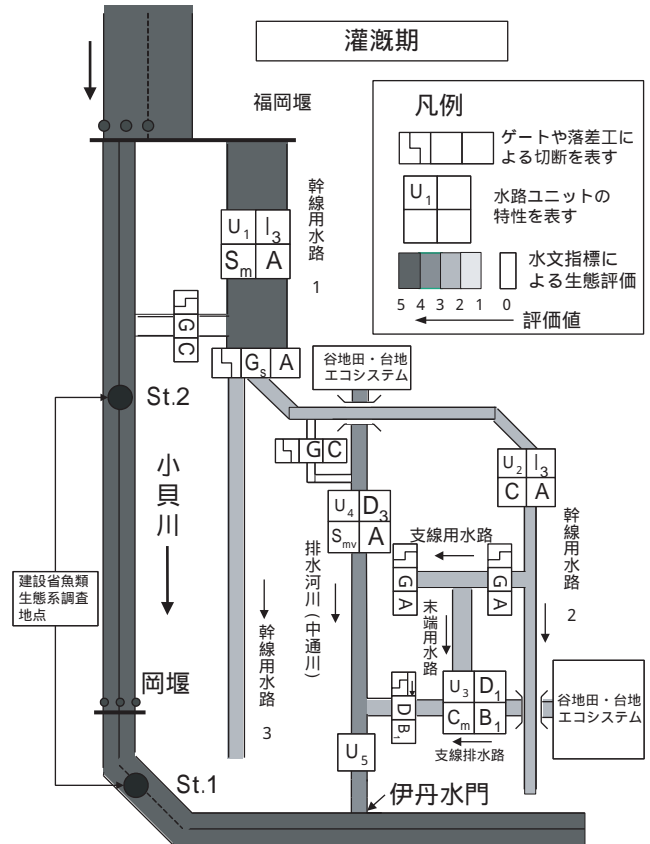 灌漑期
福岡堰
凡例
ゲートや落差工に
よる切断を表す
U1
水路ユニットの
特性を表す
水文指標に
よる生態評価
5 4 3 2 1 0
評価値
幹線用水路
1
U1 I3
Sm A
G
C
Gs A
谷地田・台地
エコシステム
St.2
G C
U2 I3
C A
小貝川
U4 D3
Smv A
支線用水路
G
A
G
A
幹線用水路
2
建設省魚類
生態系調査
地点
排水河川(中通川)
末端用水路
幹線用水路
3
岡堰
D
B1
U3 D1
Cm B1
谷地田・台地
エコシステム
支線排水路
U5
St.1
伊丹水門